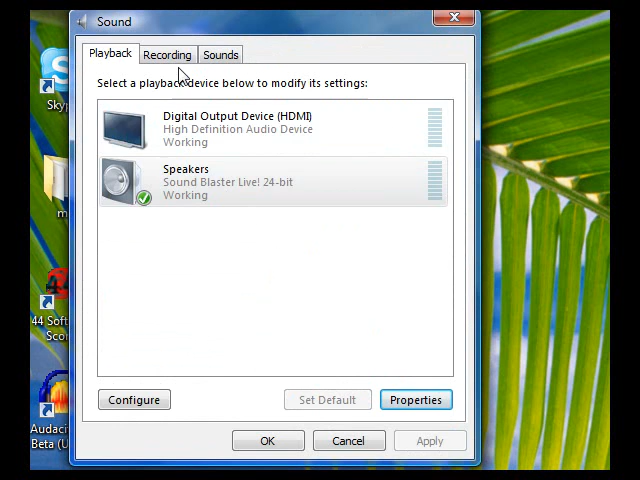 Sound
Playback
Recording
Sounds
Select a playback device below to modify its settings:
Digital Output Device (HDMI)
High Definition Audio Device
Working
Speakers
Sound Blaster Live! 24-bit
Working
Configure
Set Default
Properties
OK
Cancel
Apply
Skyp
m
44 Soft
Scor
Audaci
Beta (U